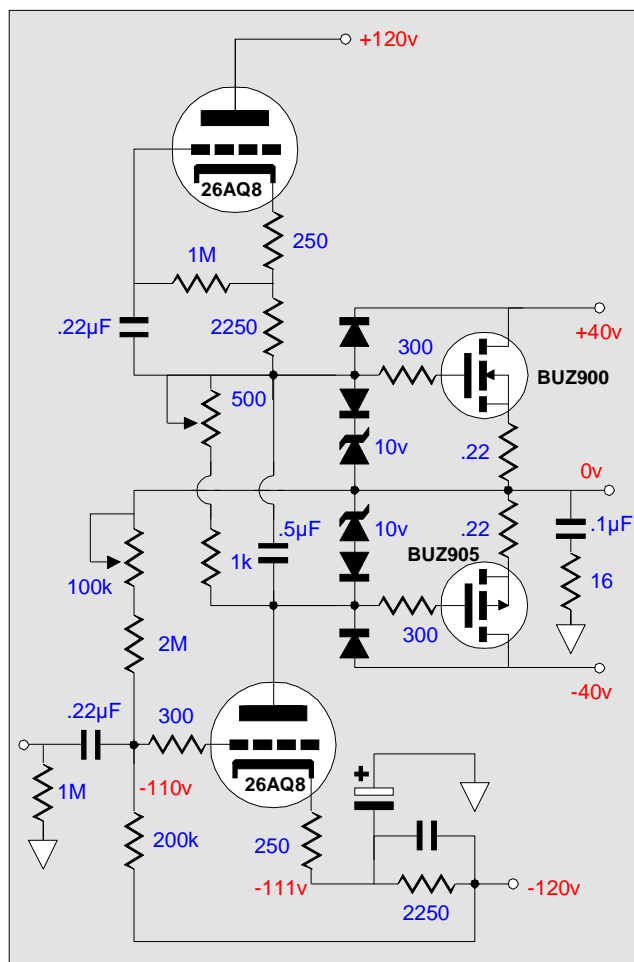 +120v
26AQ8
250
1M
.22µF
2250
+40v
300
BUZ900
500
10v
.22
0v
.5µF
10v
.22
.1µF
BUZ905
100k
1k
16
300
2M
-40v
.22µF
300
+
1M
-110v
26AQ8
200k
250
-111v
-120v
2250